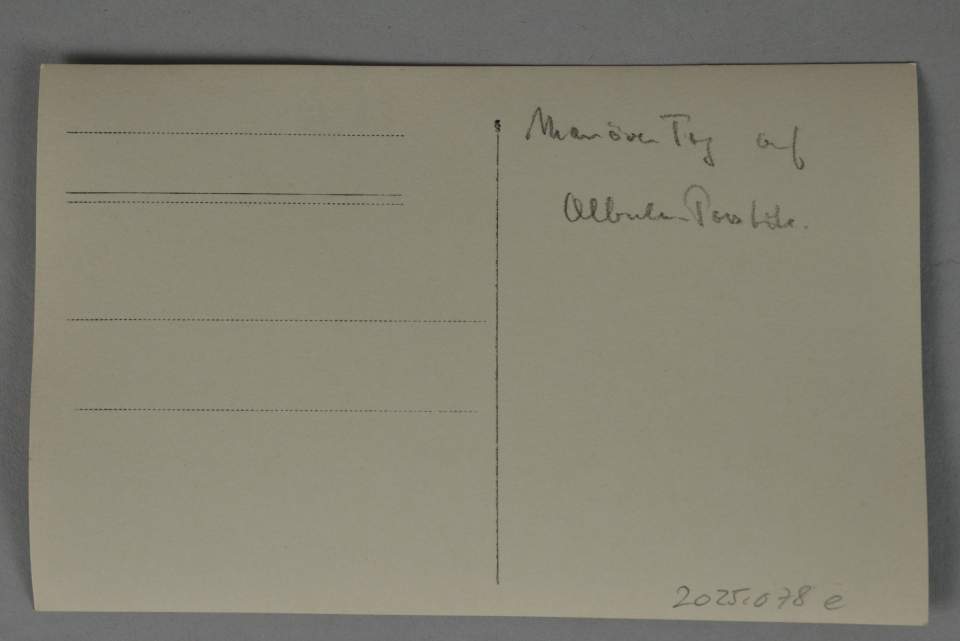 Manöver Tag auf
Albula-Passhöhe.
2025.078 e